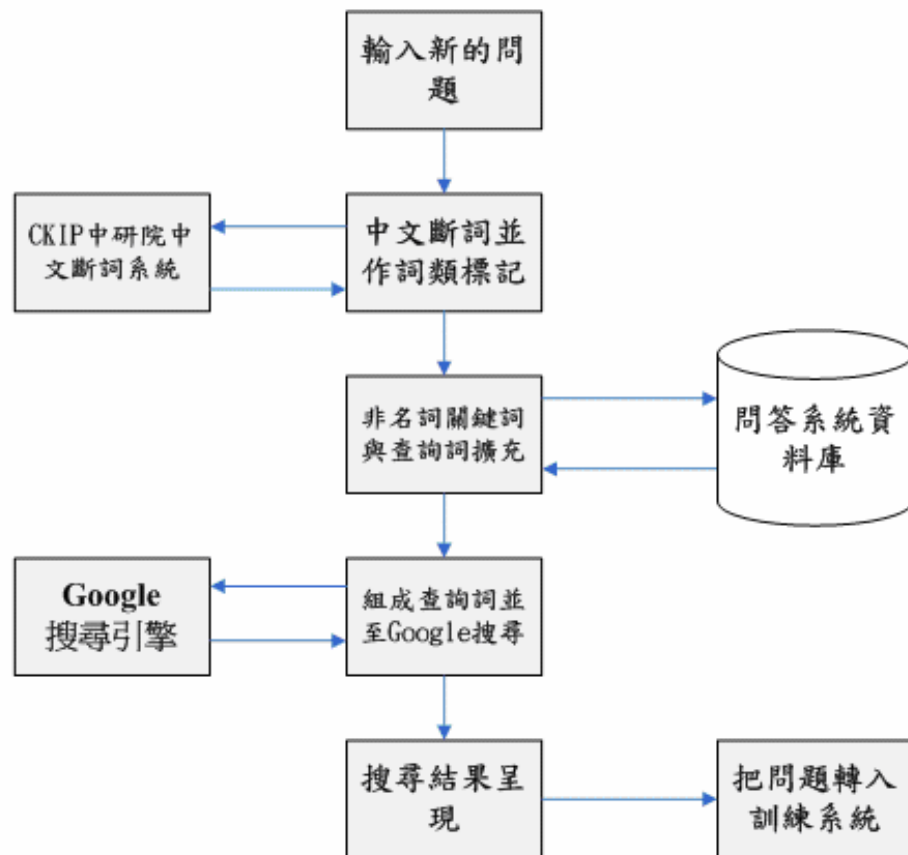 輸入新的問
題
CKIP中研院中
文斷詞系統
中文斷詞並
作詞類標記
非名詞關鍵詞
與查詢詞擴充
問答系統資
料庫
Google
搜尋引擎
組成查詢詞並
至Google搜尋
搜尋結果呈
現
把問題轉入
訓練系統